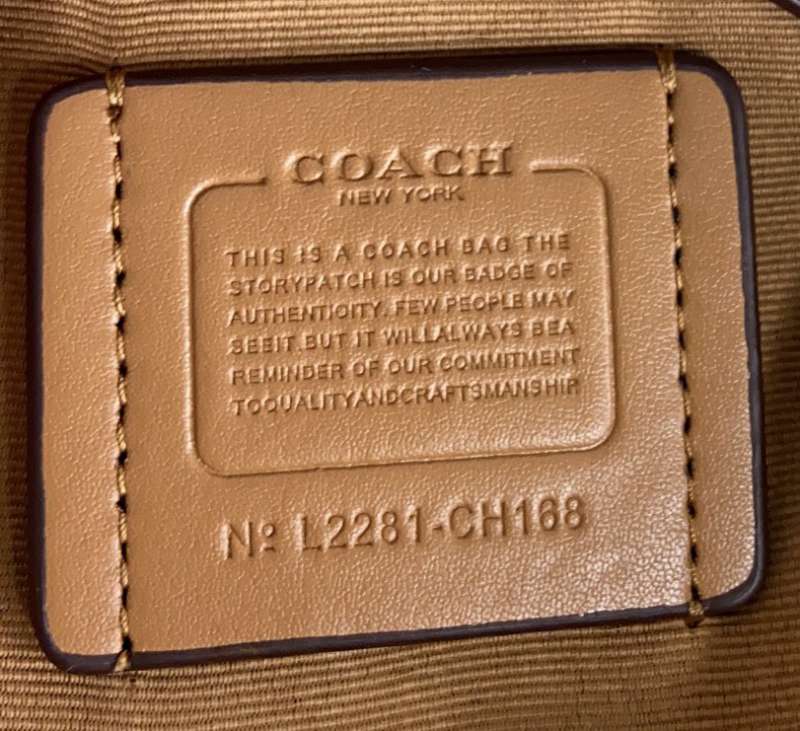 COACH
NEW YORK
THIS IS A COACH BAG THE
STORYPATCH IS OUR BADGE OF
AUTHENTICITY. FEW PEOPLE MAY
SEEIT.BUT IT WILLALWAYS BEA
REMINDER OF OUR COMMITMENT
TOQUALITYANDCRAFTSMANSHIP
Nº L2281-CH168